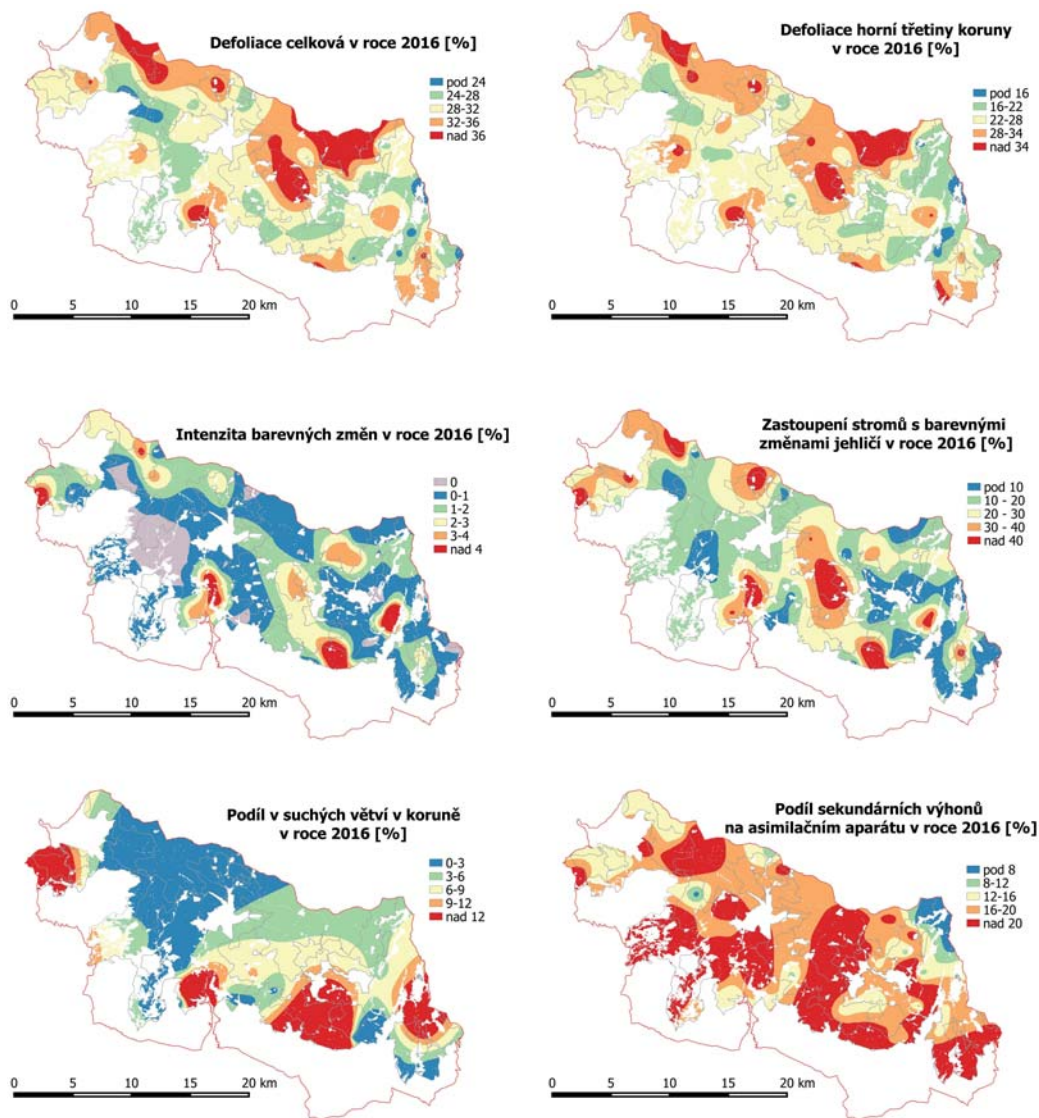 Defoliace celková v roce 2016 [%]
pod 24
24-28
28-32
32-36
nad 36
0 5 10 15 20 km
Defoliace horní třetiny koruny
v roce 2016 [%]
pod 16
16-22
22-28
28-34
nad 34
0 5 10 15 20 km
Intenzita barevných změn v roce 2016 [%]
0
0-1
1-2
2-3
3-4
nad 4
0 5 10 15 20 km
Zastoupení stromů s barevnými
změnami jehličí v roce 2016 [%]
pod 10
10 - 20
20 - 30
30 - 40
nad 40
0 5 10 15 20 km
Podíl v suchých větví v koruně
v roce 2016 [%]
0-3
3-6
6-9
9-12
nad 12
0 5 10 15 20 km
Podíl sekundárních výhonů
na asimilačním aparátu v roce 2016 [%]
pod 8
8-12
12-16
16-20
nad 20
0 5 10 15 20 km